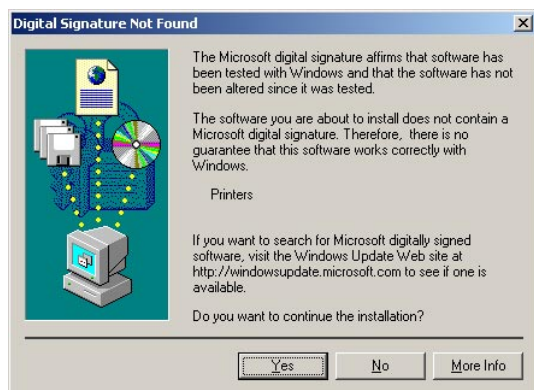 Digital Signature Not Found
The Microsoft digital signature affirms that software has
been tested with Windows and that the software has not
been altered since it was tested.
The software you are about to install does not contain a
Microsoft digital signature. Therefore, there is no
guarantee that this software works correctly with
Windows.
Printers
If you want to search for Microsoft digitally signed
software, visit the Windows Update Web site at
http://windowsupdate.microsoft.com to see if one is
available.
Do you want to continue the installation?
Yes
No
More Info